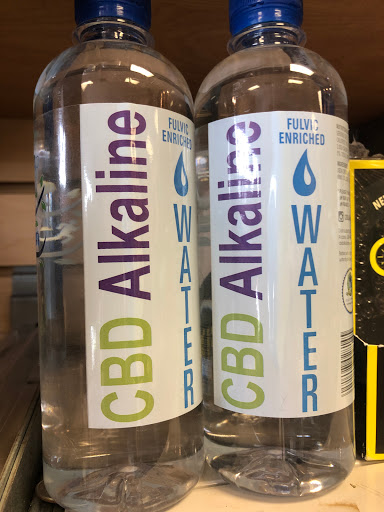 CBD Alkaline
FULVIC
ENRICHED
WATER
CBD Alkaline
FULVIC
ENRICHED
WATER